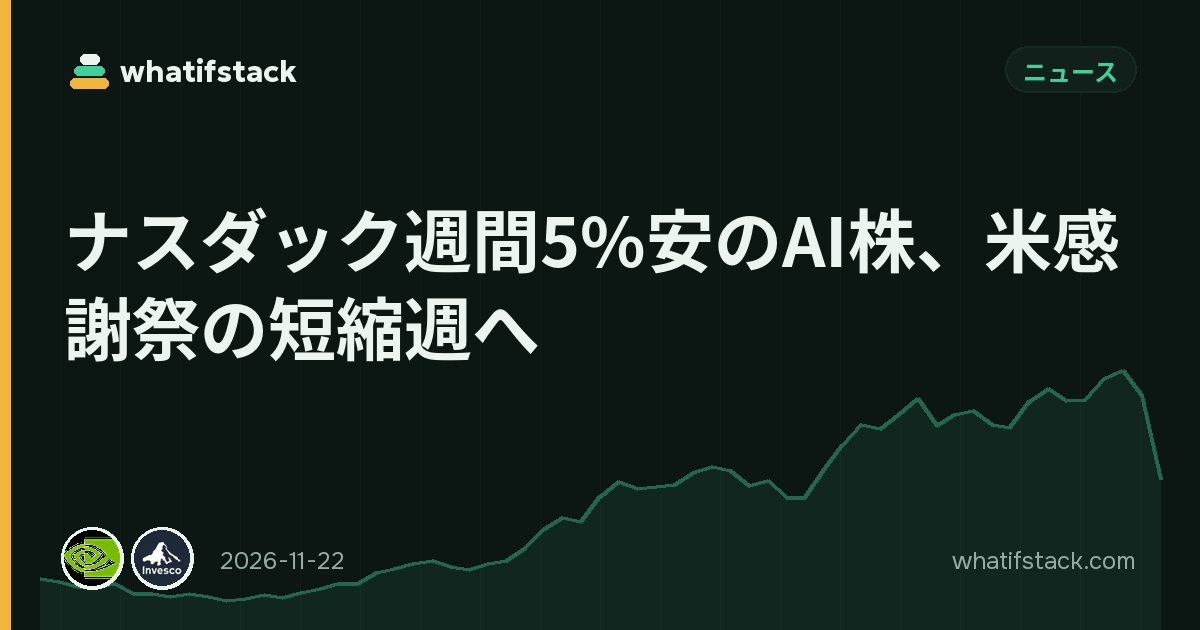 whatifstack
ニュース
ナスダック週間5%安のAI株、米感
謝祭の短縮週へ
Invesco
2026-11-22
whatifstack.com